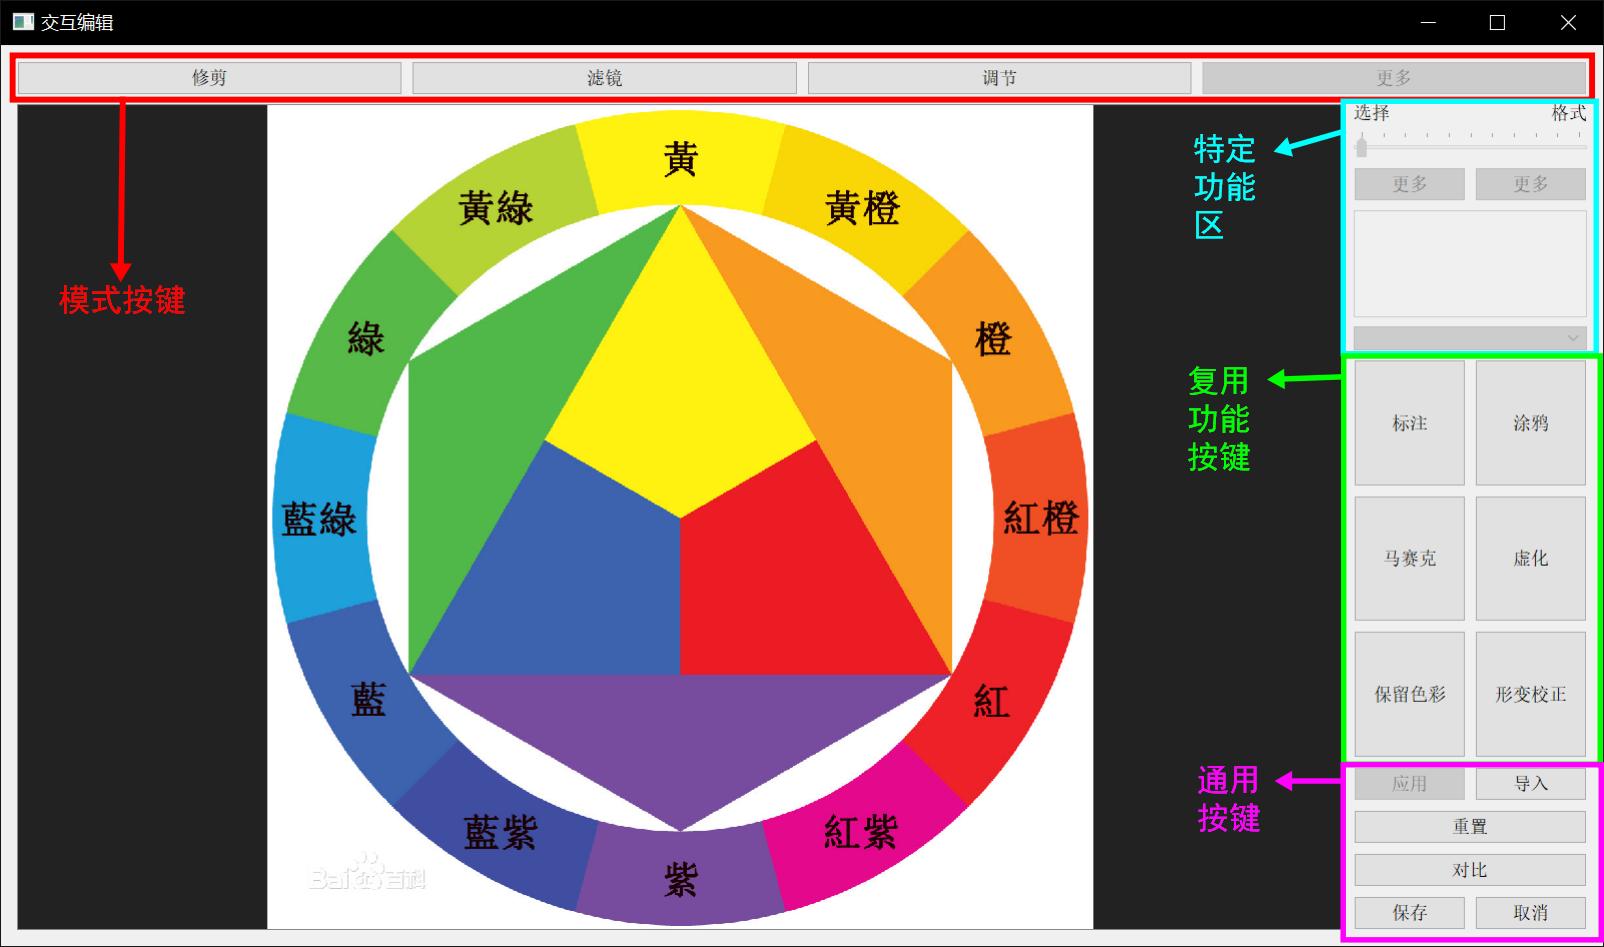 交互编辑
修剪
滤镜
调节
更多
选择
格式
更多
更多
特定
功能
区
模式按键
复用
功能
按键
标注
涂鸦
马赛克
虚化
保留色彩
形变校正
通用
按键
应用
导入
重置
对比
保存
取消
黃
黃綠
黃橙
綠
橙
藍綠
紅橙
藍
紅
藍紫
紅紫
紫
Bai百科